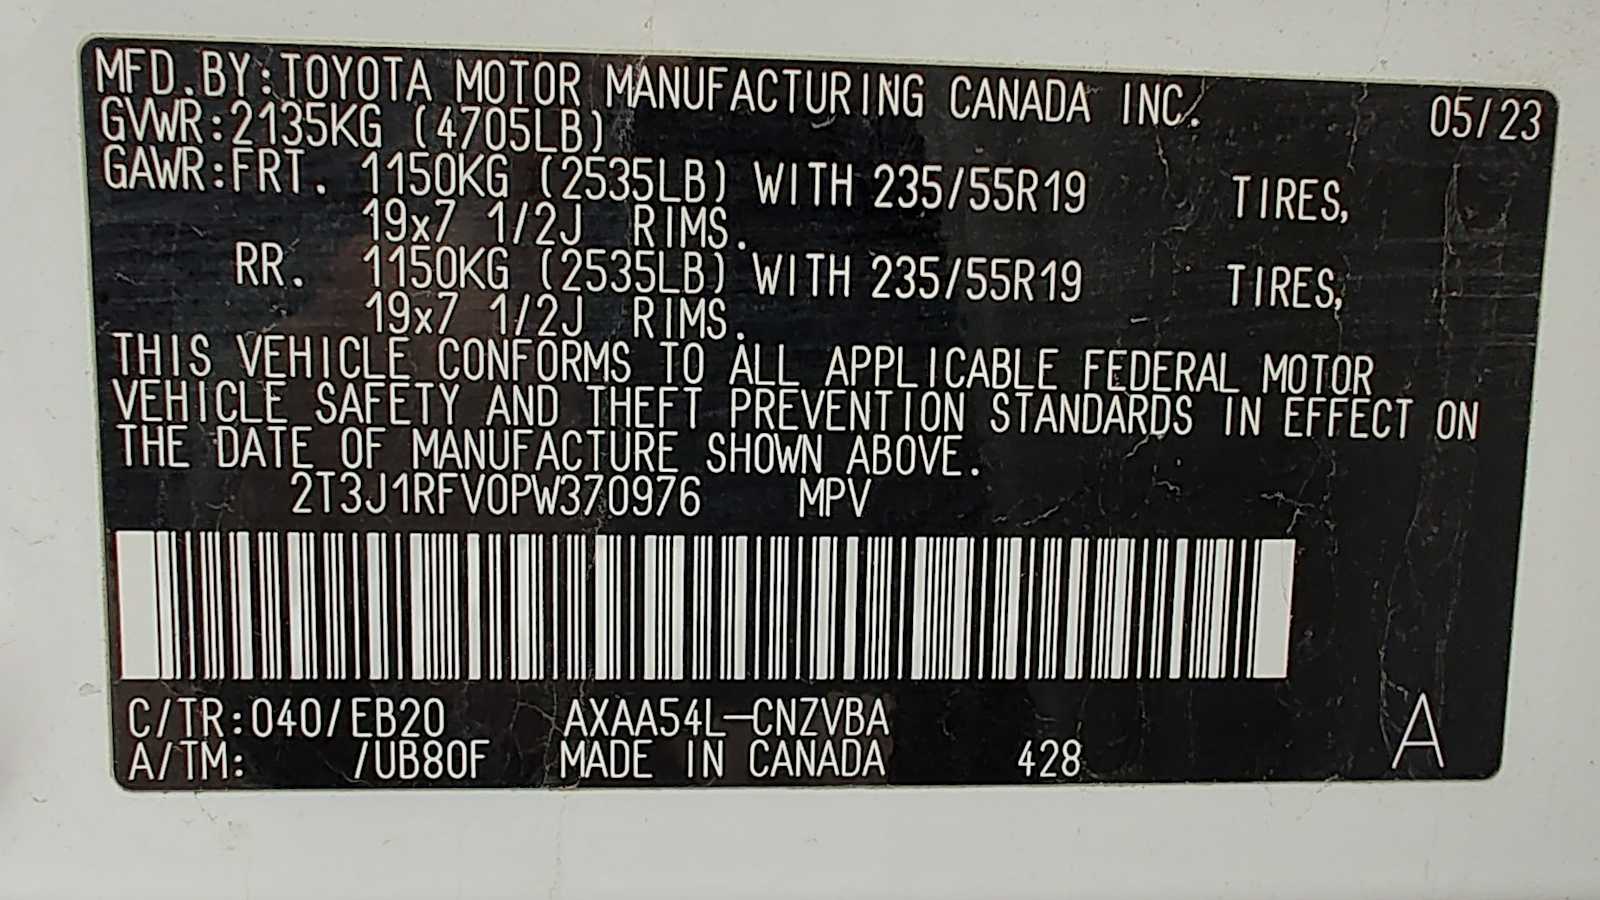 MFD.BY:TOYOTA MOTOR MANUFACTURING CANADA INC. 05/23
GVWR:2135KG (4705LB)
GAWR:FRT. 1150KG (2535LB) WITH 235/55R19 TIRES,
19x7 1/2J RIMS.
RR. 1150KG (2535LB) WITH 235/55R19 TIRES,
19x7 1/2J RIMS.
THIS VEHICLE CONFORMS TO ALL APPLICABLE FEDERAL MOTOR
VEHICLE SAFETY AND THEFT PREVENTION STANDARDS IN EFFECT ON
THE DATE OF MANUFACTURE SHOWN ABOVE.
2T3J1RFV0PW370976 MPV
C/TR:040/EB20 AXAA54L-CNZVBA
A/TM: /UB80F MADE IN CANADA 428 A